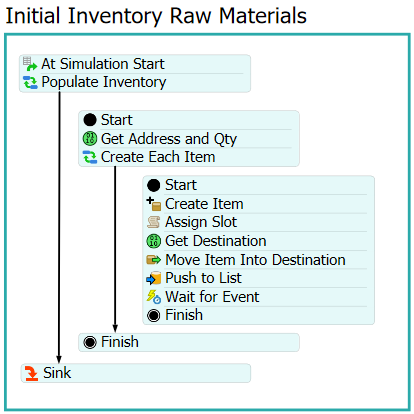 Initial Inventory Raw Materials
At Simulation Start
Populate Inventory
Start
Get Address and Qty
Create Each Item
Start
Create Item
Assign Slot
Get Destination
Move Item Into Destination
Push to List
Wait for Event
Finish
Finish
Sink